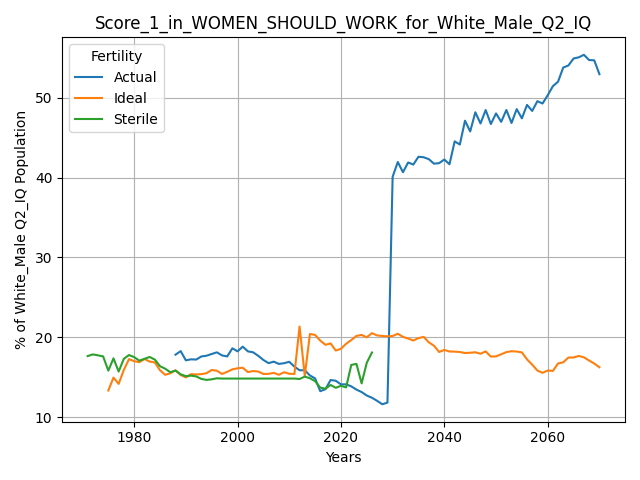 Score_1_in_WOMEN_SHOULD_WORK_for_White_Male_Q2_IQ
Fertility
Actual
Ideal
Sterile
% of White_Male Q2_IQ Population
50
40
30
20
10
1980
2000
2020
2040
2060
Years